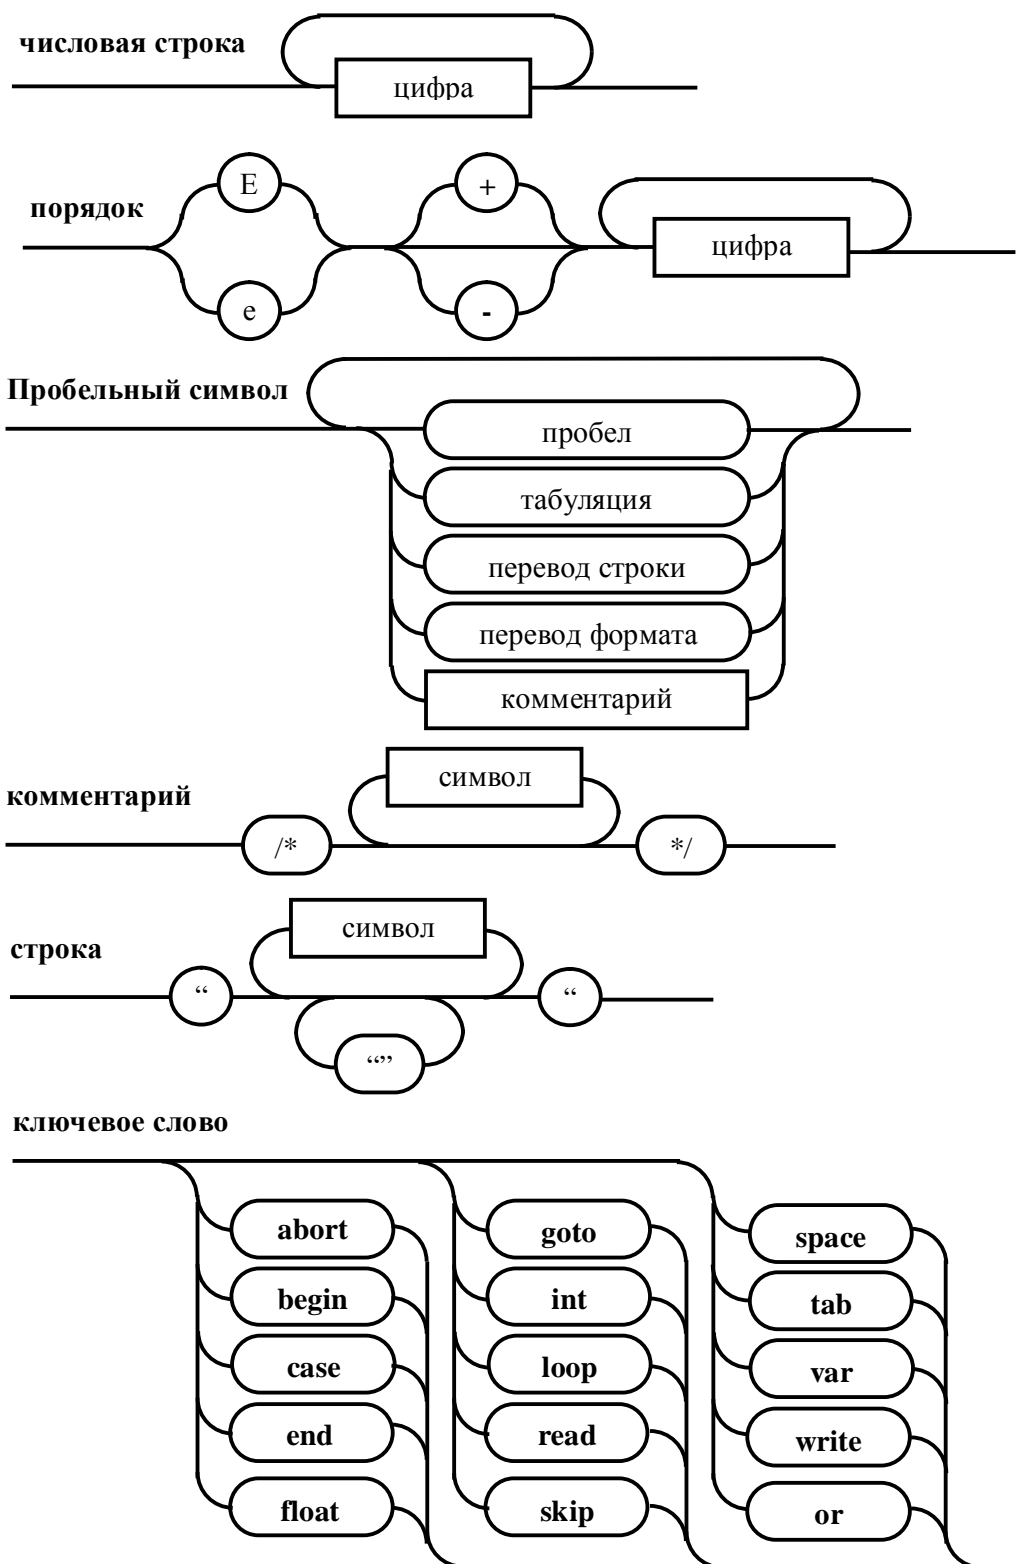 числовая строка
цифра
порядок
E
+
цифра
e
-
Пробельный символ
пробел
табуляция
перевод строки
перевод формата
комментарий
комментарий
символ
/*
*/
строка
символ
“
“
“”
ключевое слово
abort
goto
space
begin
int
tab
case
loop
var
end
read
write
float
skip
or